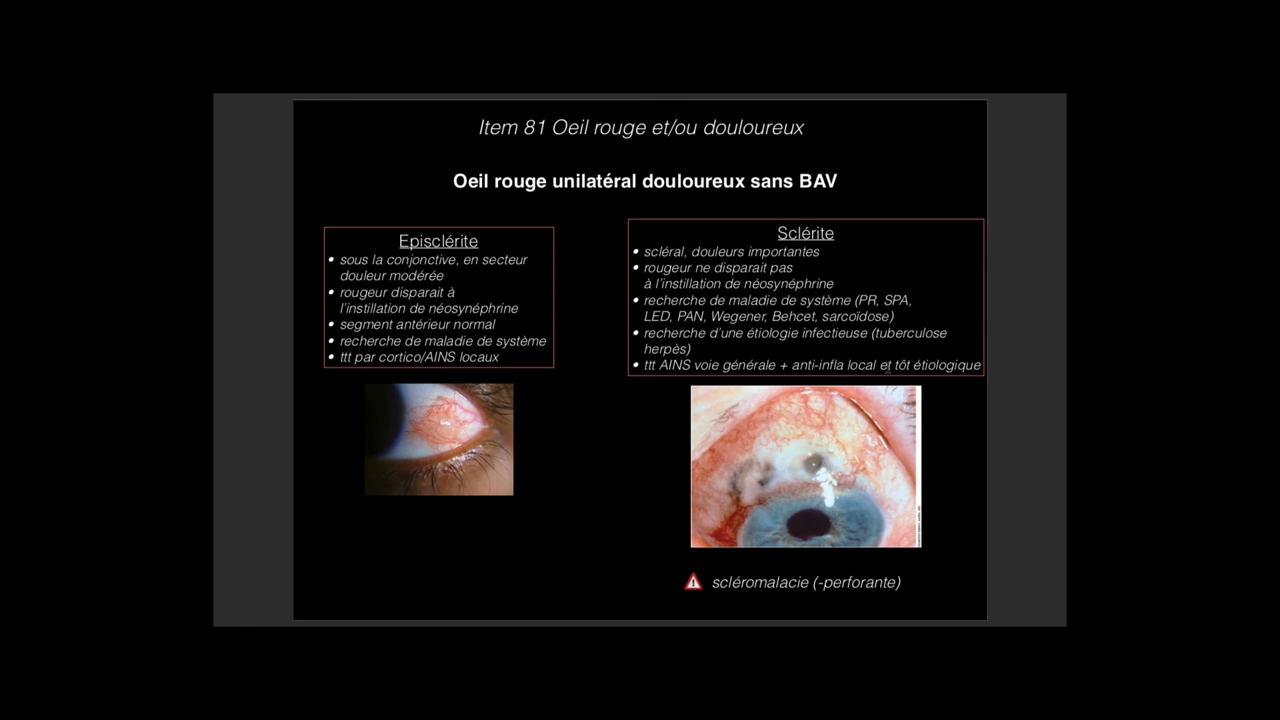 Item 81 Oeil rouge et/ou douloureux
Oeil rouge unilatéral douloureux sans BAV
Episclérite
• sous la conjonctive, en secteur
douleur modérée
• rougeur disparait à
l'instillation de néosynéphrine
• segment antérieur normal
• recherche de maladie de système
• ttt par cortico/AINS locaux
Sclérite
• scléral, douleurs importantes
• rougeur ne disparait pas
à l'instillation de néosynéphrine
• recherche de maladie de système (PR, SPA,
LED, PAN, Wegener, Behcet, sarcoïdose)
• recherche d'une étiologie infectieuse (tuberculose
herpès)
• ttt AINS voie générale + anti-infla local et tôt étiologique
scléromalacie (-perforante)